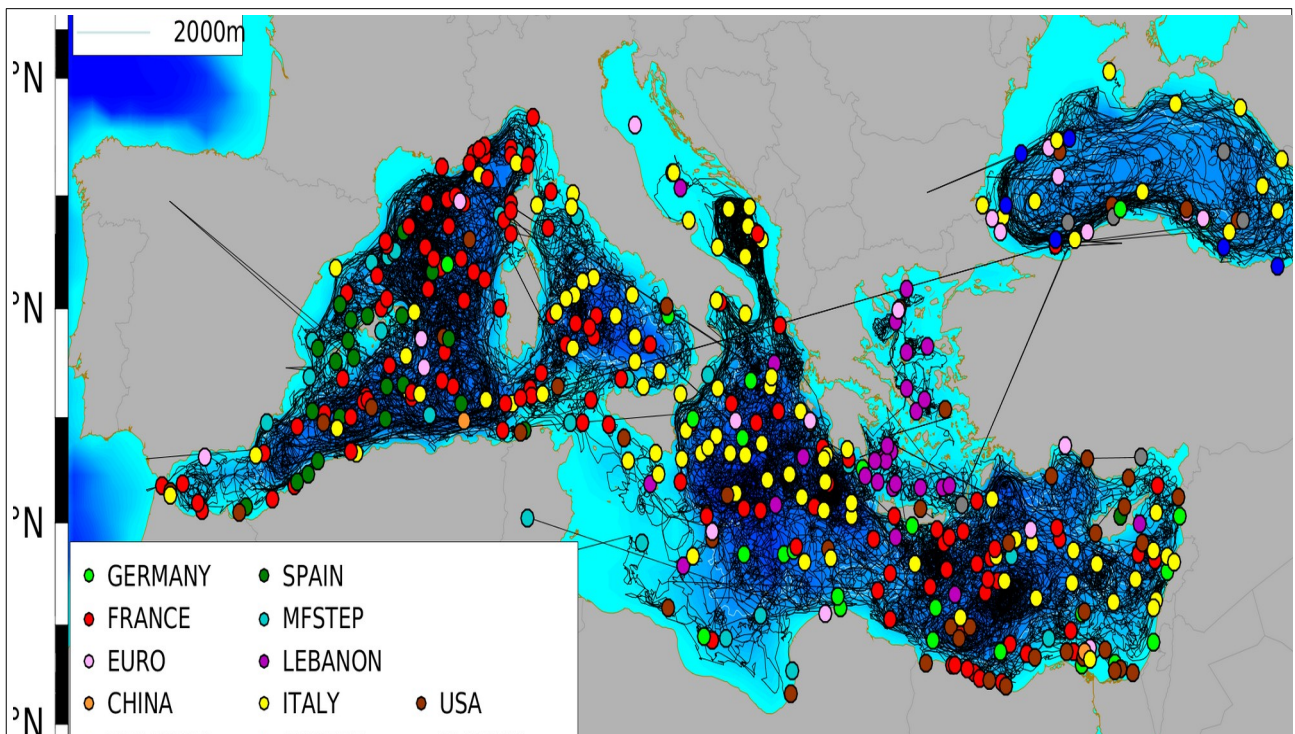 2000m
°N
°N
°N
°N
GERMANY SPAIN
FRANCE MFSTEP
EURO LEBANON
CHINA ITALY USA